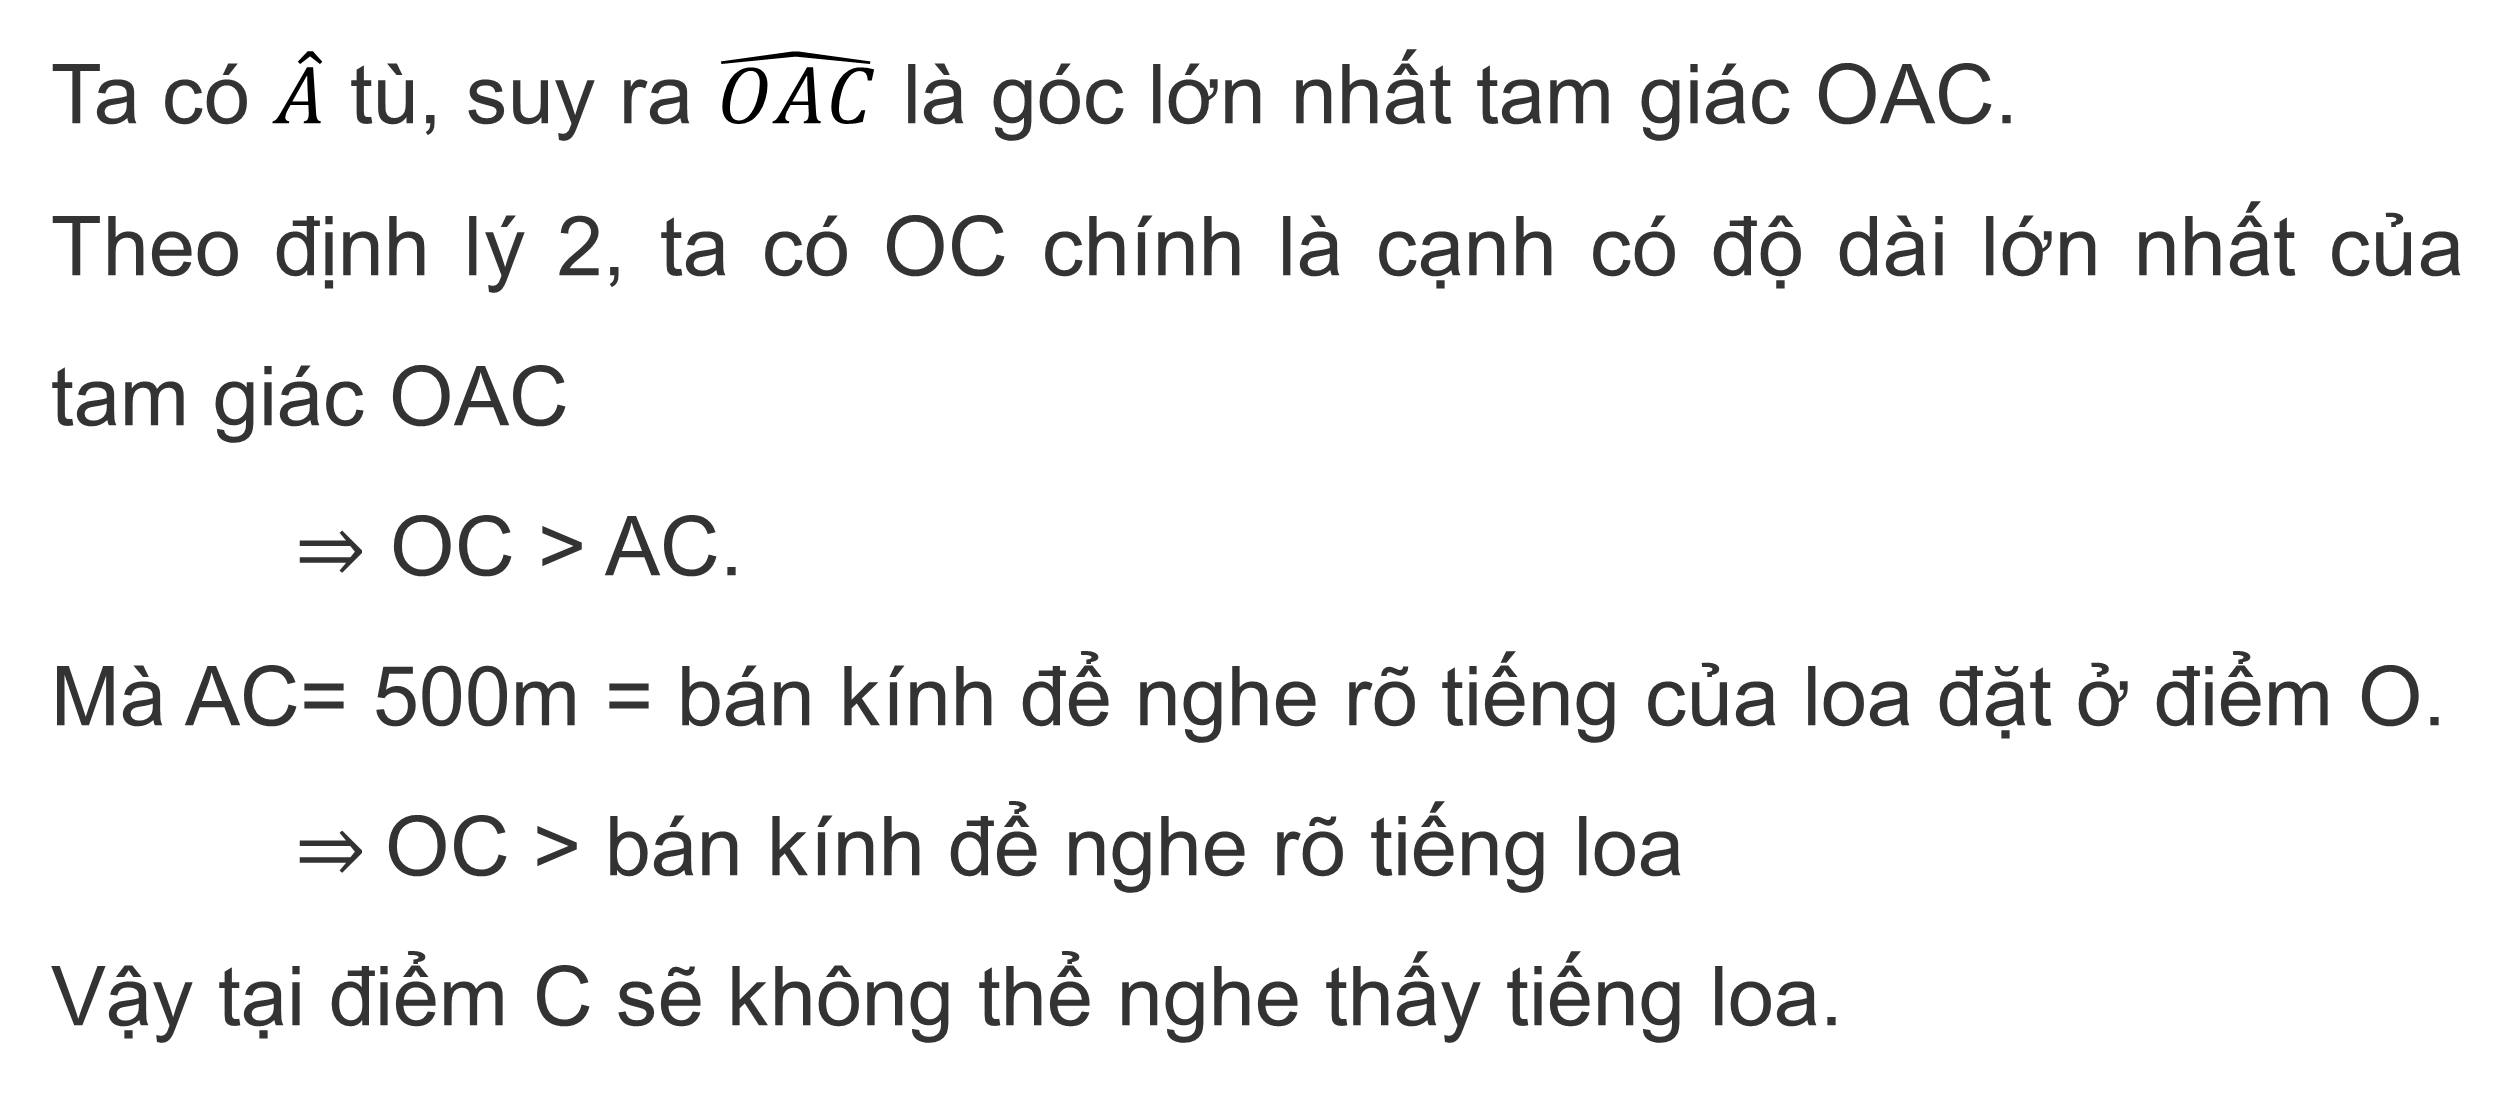 Ta có Â tù, suy ra \widehat{OAC} là góc lớn nhất tam giác OAC.
Theo định lý 2, ta có OC chính là cạnh có độ dài lớn nhất của
tam giác OAC
⇒ OC > AC.
Mà AC= 500m = bán kính để nghe rõ tiếng của loa đặt ở điểm O.
⇒ OC > bán kính để nghe rõ tiếng loa
Vậy tại điểm C sẽ không thể nghe thấy tiếng loa.